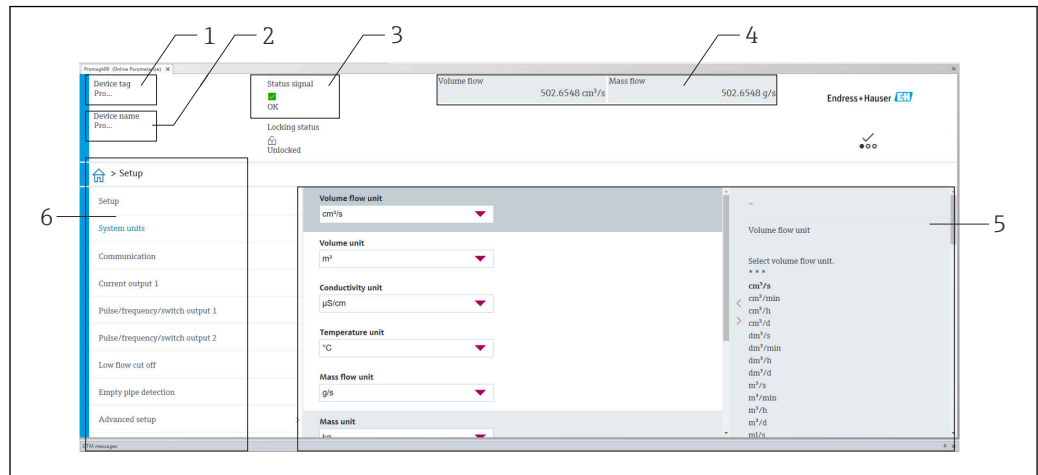 1
2
3
4
Promag400 (Online Parameterize) X
Device tag
Pro...
Device name
Pro...
Status signal
OK
Locking status
Unlocked
Volume flow
502.6548 cm³/s
Mass flow
502.6548 g/s
Endress+Hauser EH
> Setup
6
Setup
System units
Communication
Current output 1
Pulse/frequency/switch output 1
Pulse/frequency/switch output 2
Low flow cut off
Empty pipe detection
Advanced setup
Volume flow unit
cm³/s
Volume unit
m³
Conductivity unit
µS/cm
Temperature unit
°C
Mass flow unit
g/s
Mass unit
kg
5
..
Volume flow unit
Select volume flow unit.
* * *
cm³/s
cm³/min
cm³/h
cm³/d
dm³/s
dm³/min
dm³/h
dm³/d
m³/s
m³/min
m³/h
m³/d
ml/s
DTM messages